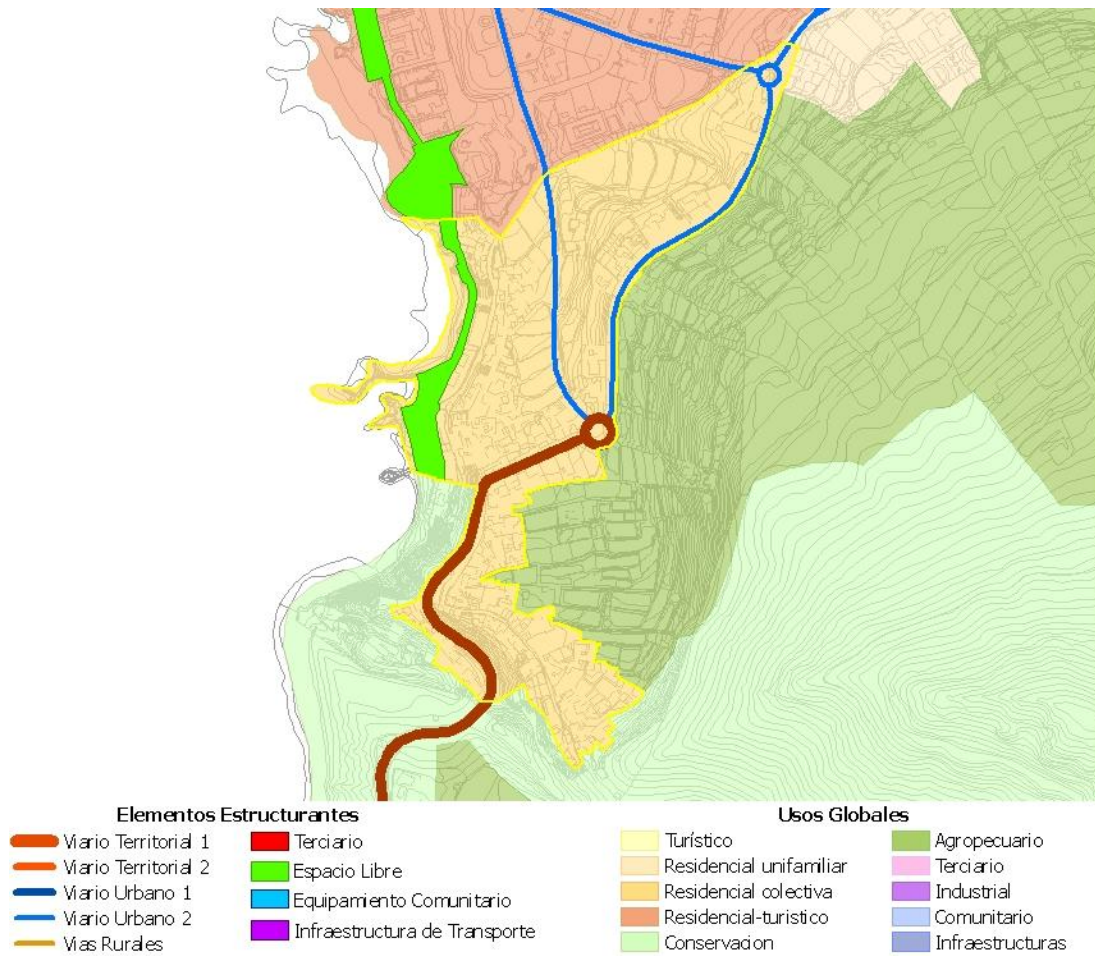 Elementos Estructurantes
Viario Territorial 1
Viario Territorial 2
Viario Urbano 1
Viario Urbano 2
Vias Rurales
Terciario
Espacio Libre
Equipamiento Comunitario
Infraestructura de Transporte
Usos Globales
Turístico
Residencial unifamiliar
Residencial colectiva
Residencial-turistico
Conservacion
Agropecuario
Terciario
Industrial
Comunitario
Infraestructuras